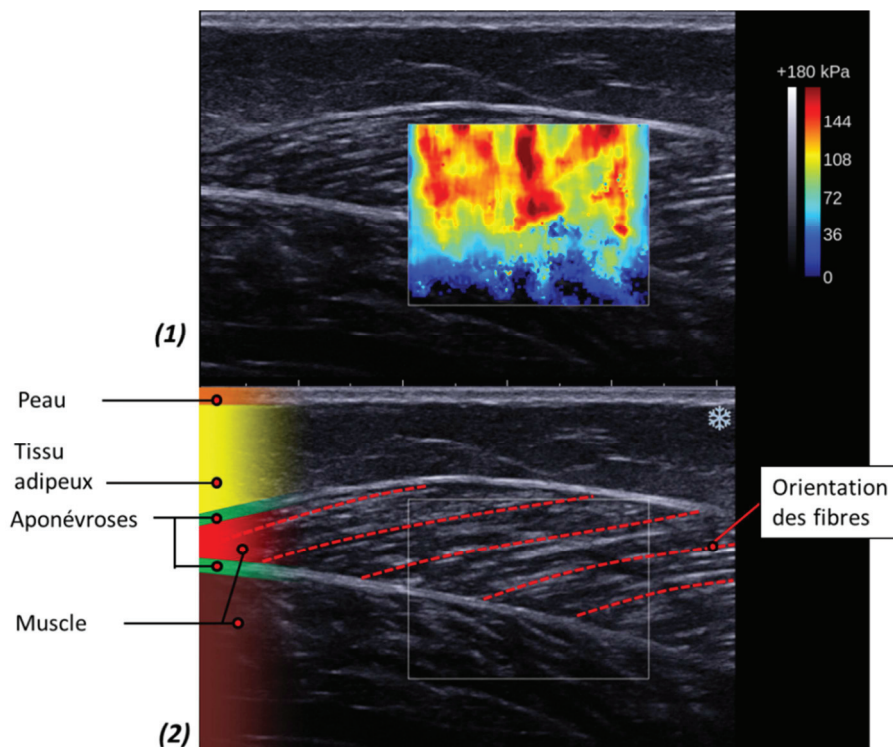 +180 kPa
144
108
72
36
0
(1)
Peau
Tissu
adipeux
Aponévroses
Muscle
(2)
Orientation
des fibres